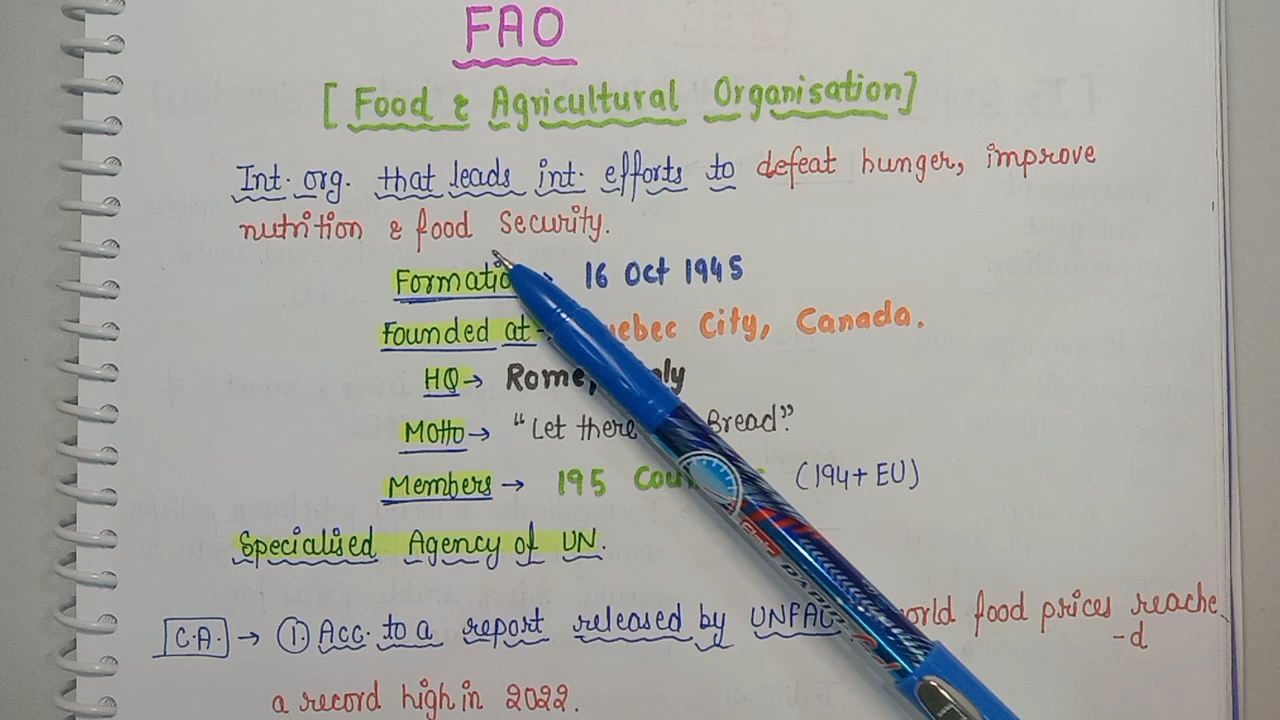 FAO
[Food & Agricultural Organisation]
Int. org. that leads int. efforts to defeat hunger, improve
nutrition & food security.
16 Oct 1945
Founded at City, Canada.
HQ → Rome,
Motto → "Let there Bread".
Members → 195 (194+ EU)
Specialised Agency of UN.
C.A. → ① Acc. to a report released by food prices reache
-d
a record high in 2022.